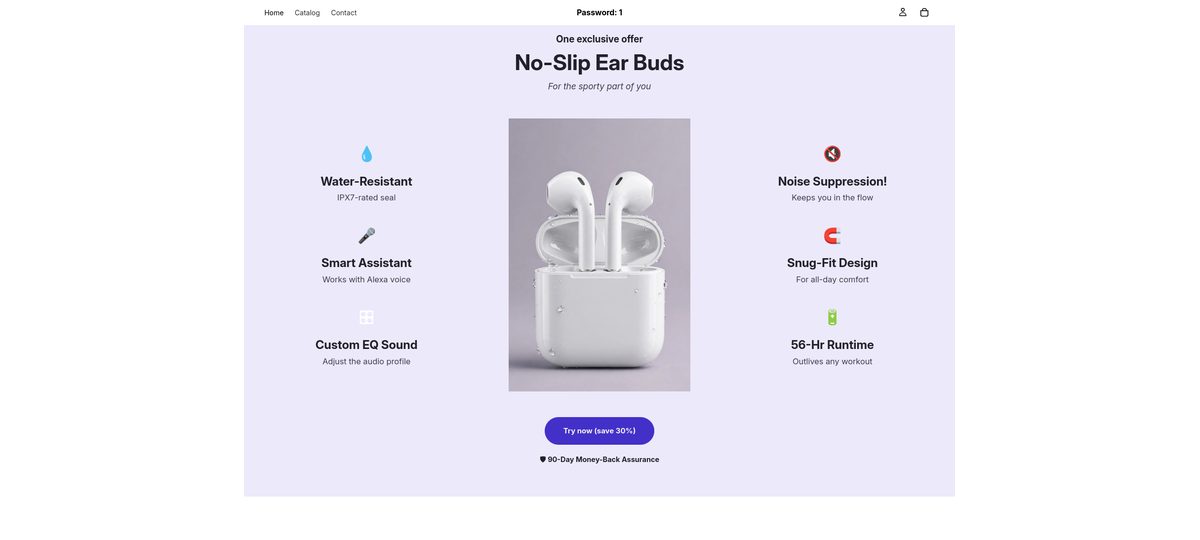 Home Catalog Contact
Password: 1
One exclusive offer
No-Slip Ear Buds
For the sporty part of you
Water-Resistant
IPX7-rated seal
Smart Assistant
Works with Alexa voice
Custom EQ Sound
Adjust the audio profile
Noise Suppression!
Keeps you in the flow
Snug-Fit Design
For all-day comfort
56-Hr Runtime
Outlives any workout
Try now (save 30%)
90-Day Money-Back Assurance